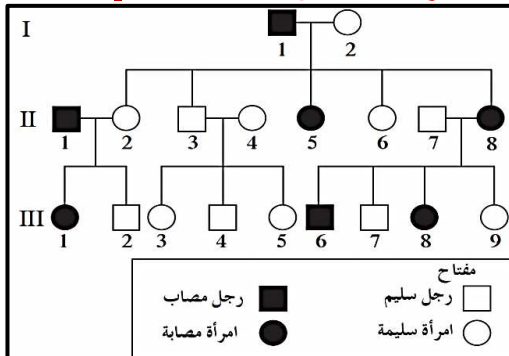 I
1 2
II
1 2 3 4 5 6 7 8
III
1 2 3 4 5 6 7 8 9
مفتاح
رجل سليم
رجل مصاب
امرأة سليمة
امرأة مصابة